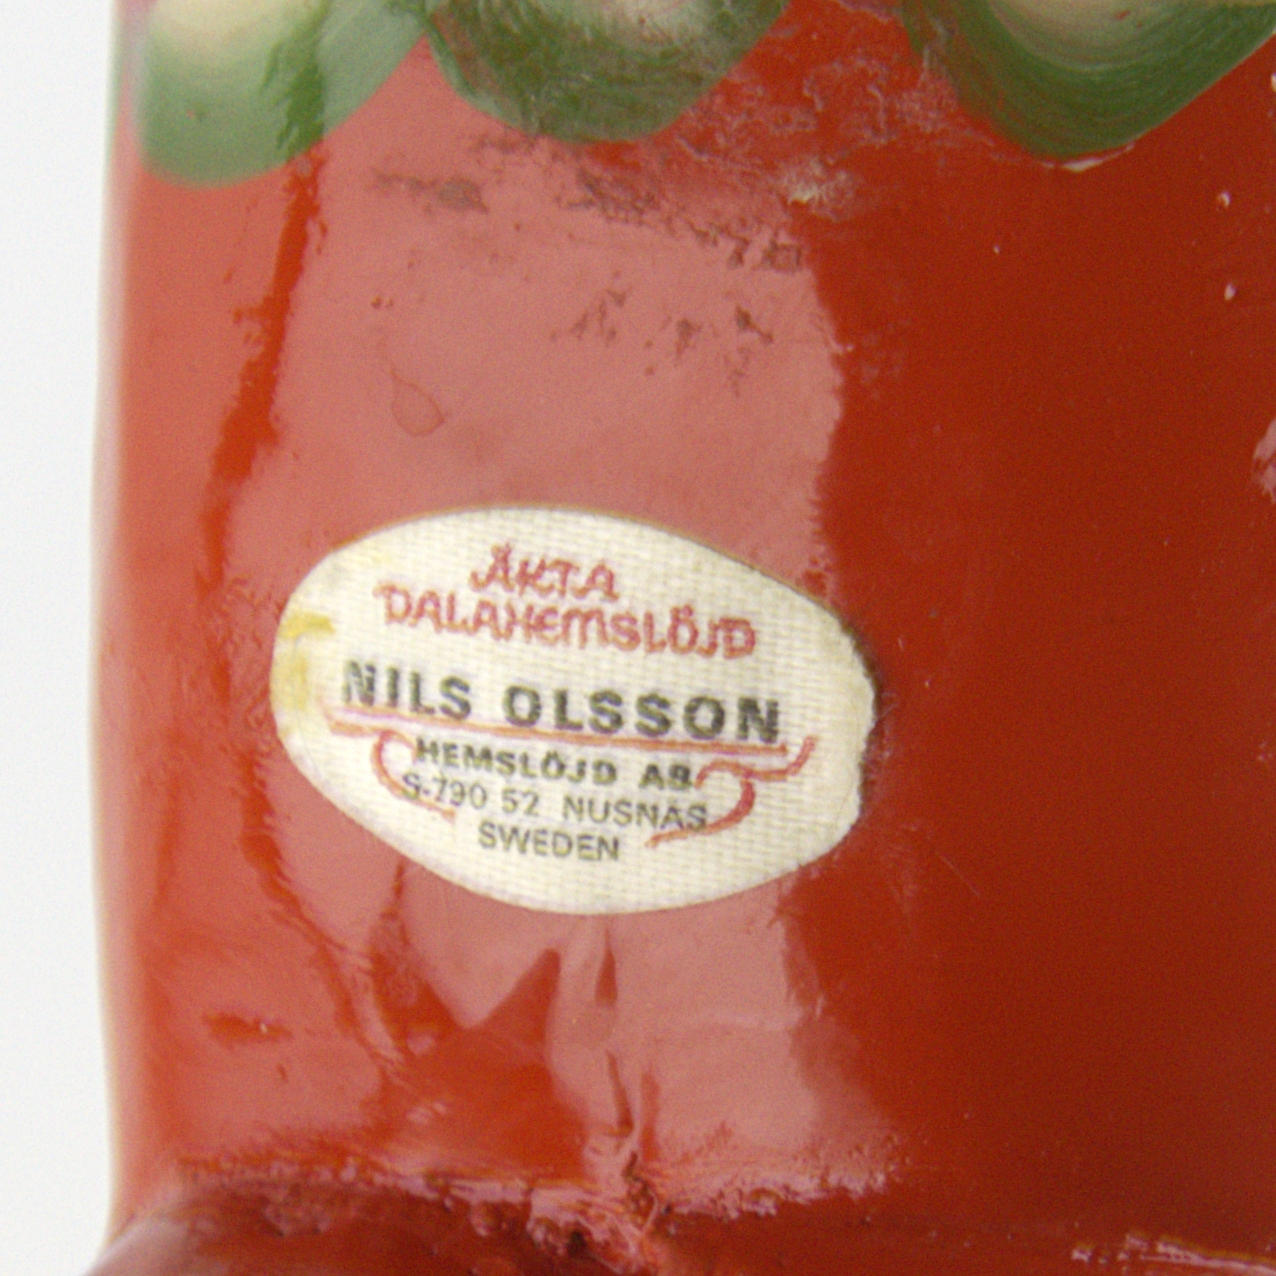 ÄKTA
DALAHEMSLÖJD
NILS OLSSON
HEMSLÖJD AB
S-790 52 NUSNÄS
SWEDEN